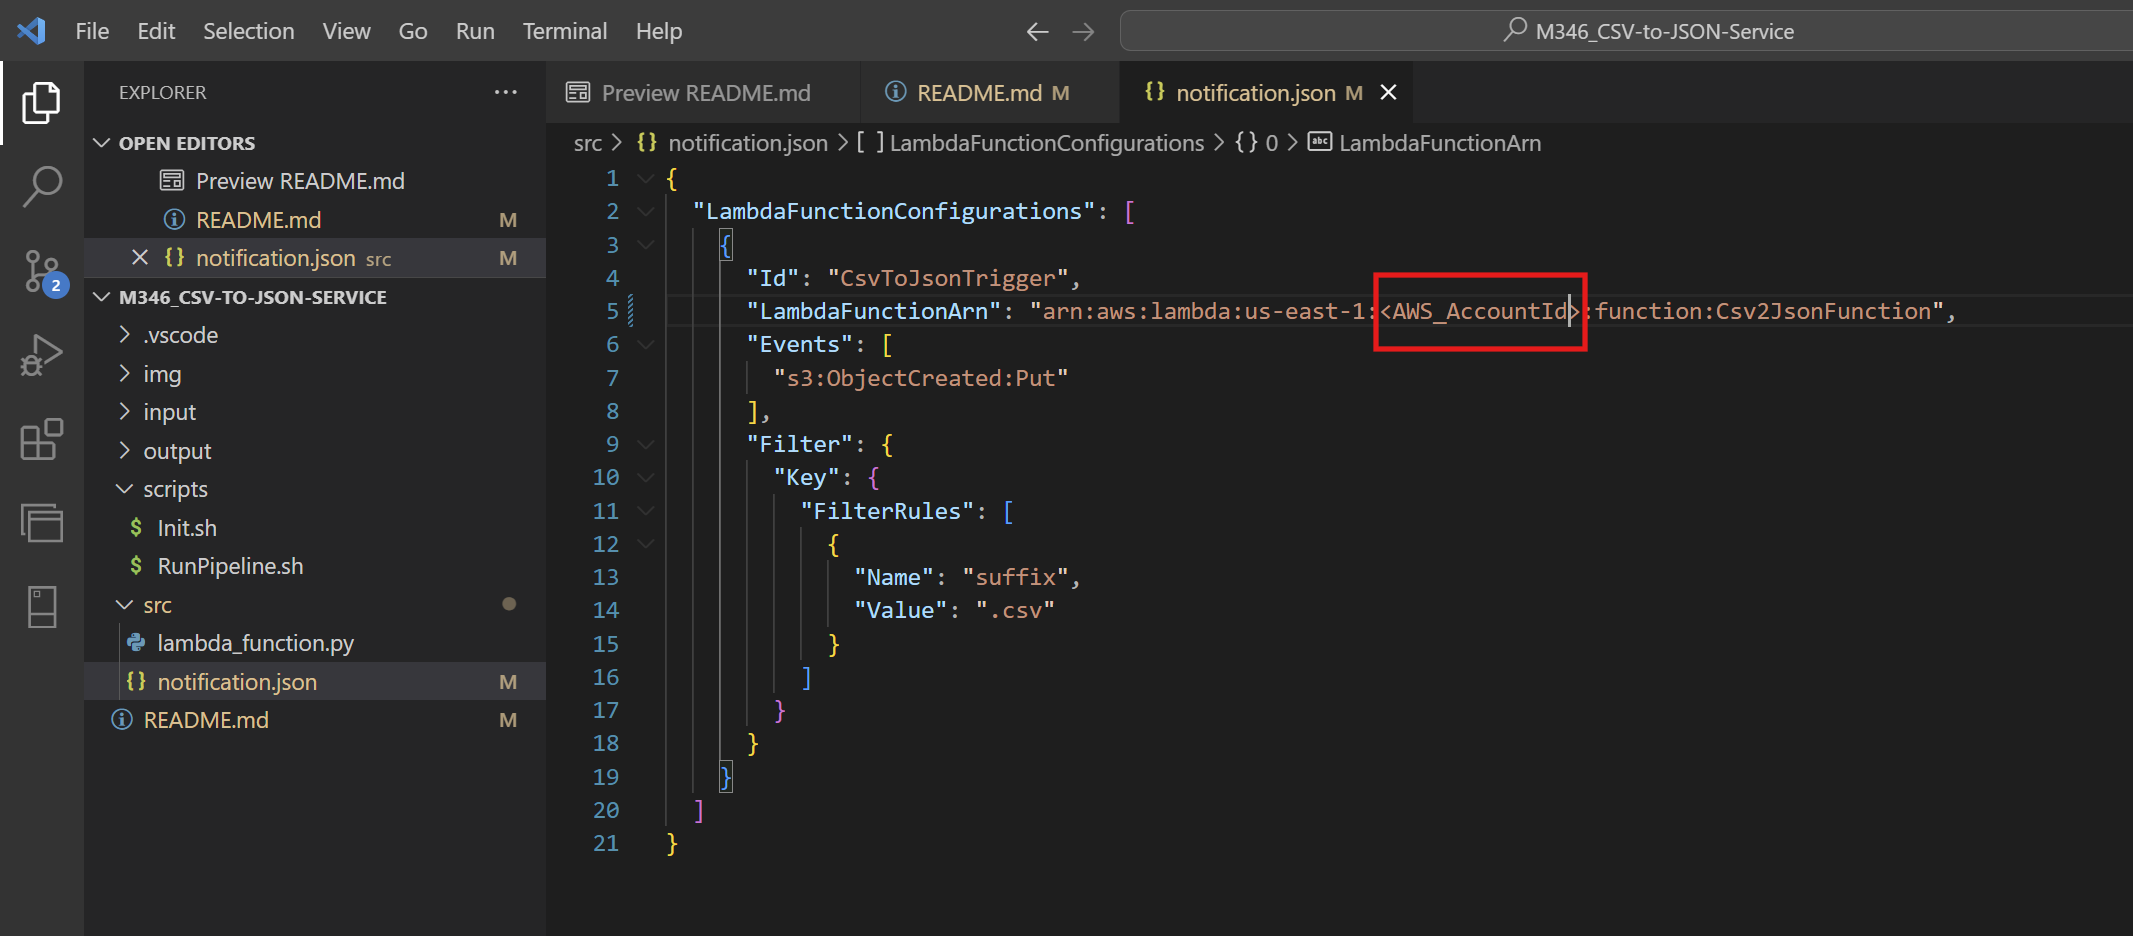 File Edit Selection View Go Run Terminal Help
M346_CSV-to-JSON-Service
EXPLORER
OPEN EDITORS
Preview README.md
README.md M
notification.json src M
M346_CSV-TO-JSON-SERVICE
.vscode
img
input
output
scripts
$ Init.sh
$ RunPipeline.sh
src
lambda_function.py
{} notification.json M
README.md M
2
Preview README.md
README.md M
{} notification.json M
src > {} notification.json > [ ] LambdaFunctionConfigurations > {} 0 > abc LambdaFunctionArn
1 {
2 "LambdaFunctionConfigurations": [
3 {
4 "Id": "CsvToJsonTrigger",
5 "LambdaFunctionArn": "arn:aws:lambda:us-east-1:<AWS_AccountId>:function:Csv2JsonFunction",
6 "Events": [
7 "s3:ObjectCreated:Put"
8 ],
9 "Filter": {
10 "Key": {
11 "FilterRules": [
12 {
13 "Name": "suffix",
14 "Value": ".csv"
15 }
16 ]
17 }
18 }
19 }
20 ]
21 }